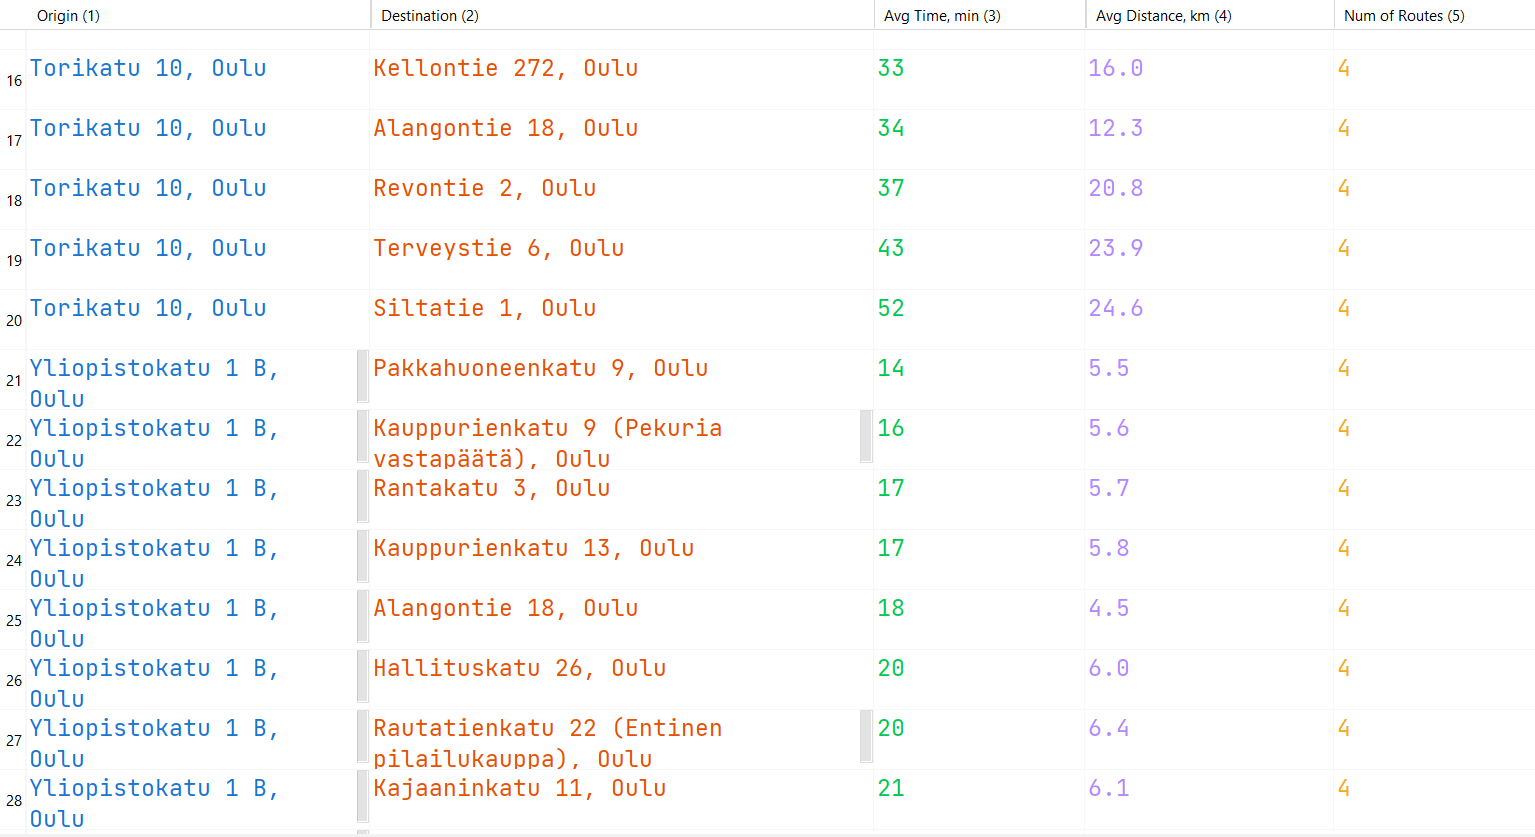 Origin (1) Destination (2) Avg Time, min (3) Avg Distance, km (4) Num of Routes (5)
16 Torikatu 10, Oulu Kellontie 272, Oulu 33 16.0 4
17 Torikatu 10, Oulu Alangontie 18, Oulu 34 12.3 4
18 Torikatu 10, Oulu Revontie 2, Oulu 37 20.8 4
19 Torikatu 10, Oulu Terveystie 6, Oulu 43 23.9 4
20 Torikatu 10, Oulu Siltatie 1, Oulu 52 24.6 4
21 Yliopistokatu 1 B, Pakkahuoneenkatu 9, Oulu 14 5.5 4
Oulu
22 Yliopistokatu 1 B, Kauppurienkatu 9 (Pekuria 16 5.6 4
Oulu vastapäätä), Oulu
23 Yliopistokatu 1 B, Rantakatu 3, Oulu 17 5.7 4
Oulu
24 Yliopistokatu 1 B, Kauppurienkatu 13, Oulu 17 5.8 4
Oulu
25 Yliopistokatu 1 B, Alangontie 18, Oulu 18 4.5 4
Oulu
26 Yliopistokatu 1 B, Hallituskatu 26, Oulu 20 6.0 4
Oulu
27 Yliopistokatu 1 B, Rautatienkatu 22 (Entinen 20 6.4 4
Oulu pilailukauppa), Oulu
28 Yliopistokatu 1 B, Kajaaninkatu 11, Oulu 21 6.1 4
Oulu